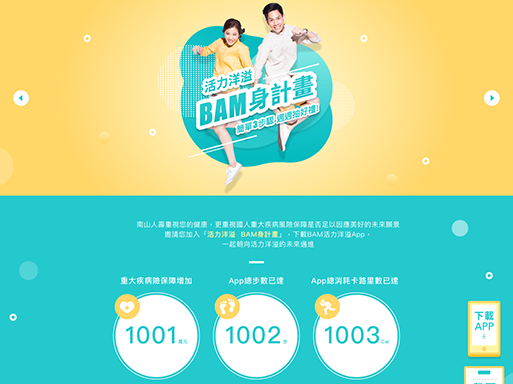 活力洋溢
BAM身計畫
簡單3步驟,週週抽好禮!
南山人壽重視您的健康,更重視國人重大疾病風險保障是否足以因應美好的未來願景
邀請您加入「活力洋溢 BAM身計畫」,下載BAM活力洋溢App,
一起朝向活力洋溢的未來邁進
重大疾病險保障增加
App總步數已達
App總消耗卡路里數已達
1001 萬元
1002 步
1003 Cal
下載
APP